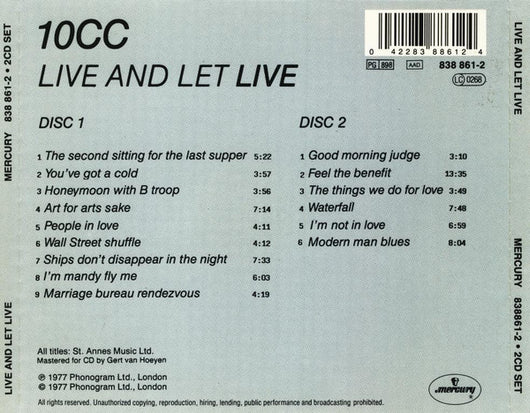 10CC
LIVE AND LET LIVE
0 42283 88612 4
PG 898 AAD 838 861-2
LC 0268
DISC 1
1 The second sitting for the last supper 5:22
2 You've got a cold 3:57
3 Honeymoon with B troop 3:56
4 Art for arts sake 7:14
5 People in love 4:11
6 Wall Street shuffle 4:12
7 Ships don't disappear in the night 7:33
8 I'm mandy fly me 6:03
9 Marriage bureau rendezvous 4:19
DISC 2
1 Good morning judge 3:10
2 Feel the benefit 13:35
3 The things we do for love 3:49
4 Waterfall 7:48
5 I'm not in love 6:59
6 Modern man blues 8:04
All titles: St. Annes Music Ltd.
Mastered for CD by Gert van Hoeyen
℗ 1977 Phonogram Ltd., London
© 1977 Phonogram Ltd., London
All rights reserved. Unauthorized copying, reproduction, hiring, lending, public performance and broadcasting prohibited.
mercury
MERCURY 838 861-2 • 2CD SET
LIVE AND LET LIVE
LIVE AND LET LIVE
MERCURY 838861-2 • 2CD SET